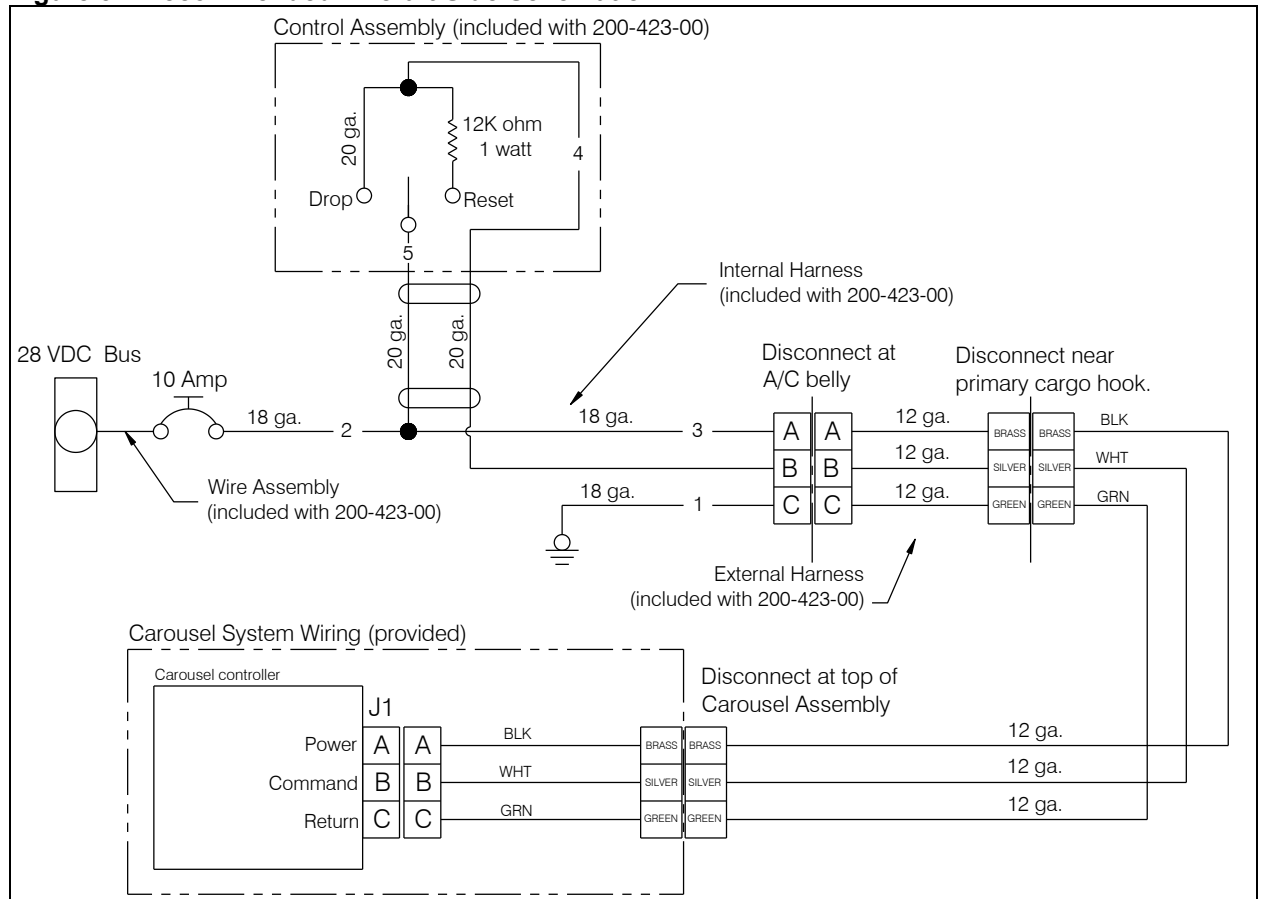 Control Assembly (included with 200-423-00)
20 ga.
12K ohm
1 watt
4
Drop
Reset
5
Internal Harness
(included with 200-423-00)
20 ga.
20 ga.
28 VDC Bus
10 Amp
18 ga.
2
18 ga.
3
Disconnect at
A/C belly
Disconnect near
primary cargo hook.
A
A
12 ga.
BRASS
BRASS
BLK
B
B
12 ga.
SILVER
SILVER
WHT
18 ga.
1
C
C
12 ga.
GREEN
GREEN
GRN
Wire Assembly
(included with 200-423-00)
External Harness
(included with 200-423-00)
Carousel System Wiring (provided)
Carousel controller
J1
Disconnect at top of
Carousel Assembly
Power
A
A
BLK
BRASS
BRASS
12 ga.
Command
B
B
WHT
SILVER
SILVER
12 ga.
Return
C
C
GRN
GREEN
GREEN
12 ga.